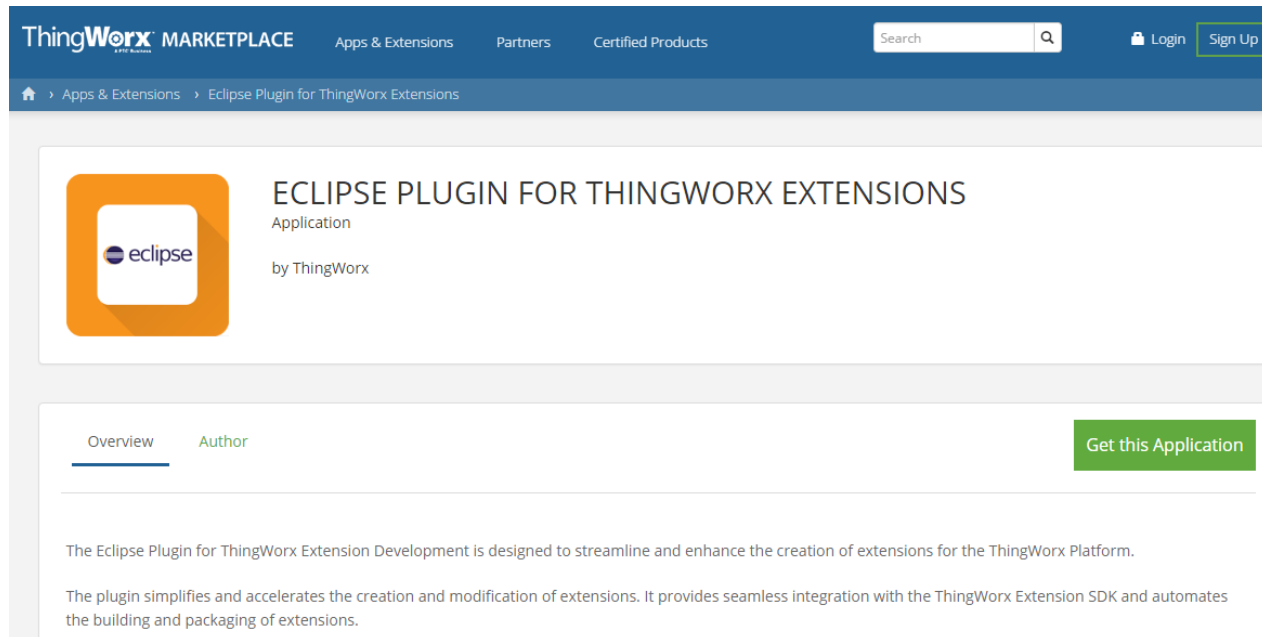 ThingWorx MARKETPLACE Apps & Extensions Partners Certified Products Search Login Sign Up
A PTC Business
› Apps & Extensions › Eclipse Plugin for ThingWorx Extensions
eclipse
ECLIPSE PLUGIN FOR THINGWORX EXTENSIONS
Application
by ThingWorx
Overview Author Get this Application
The Eclipse Plugin for ThingWorx Extension Development is designed to streamline and enhance the creation of extensions for the ThingWorx Platform.
The plugin simplifies and accelerates the creation and modification of extensions. It provides seamless integration with the ThingWorx Extension SDK and automates
the building and packaging of extensions.